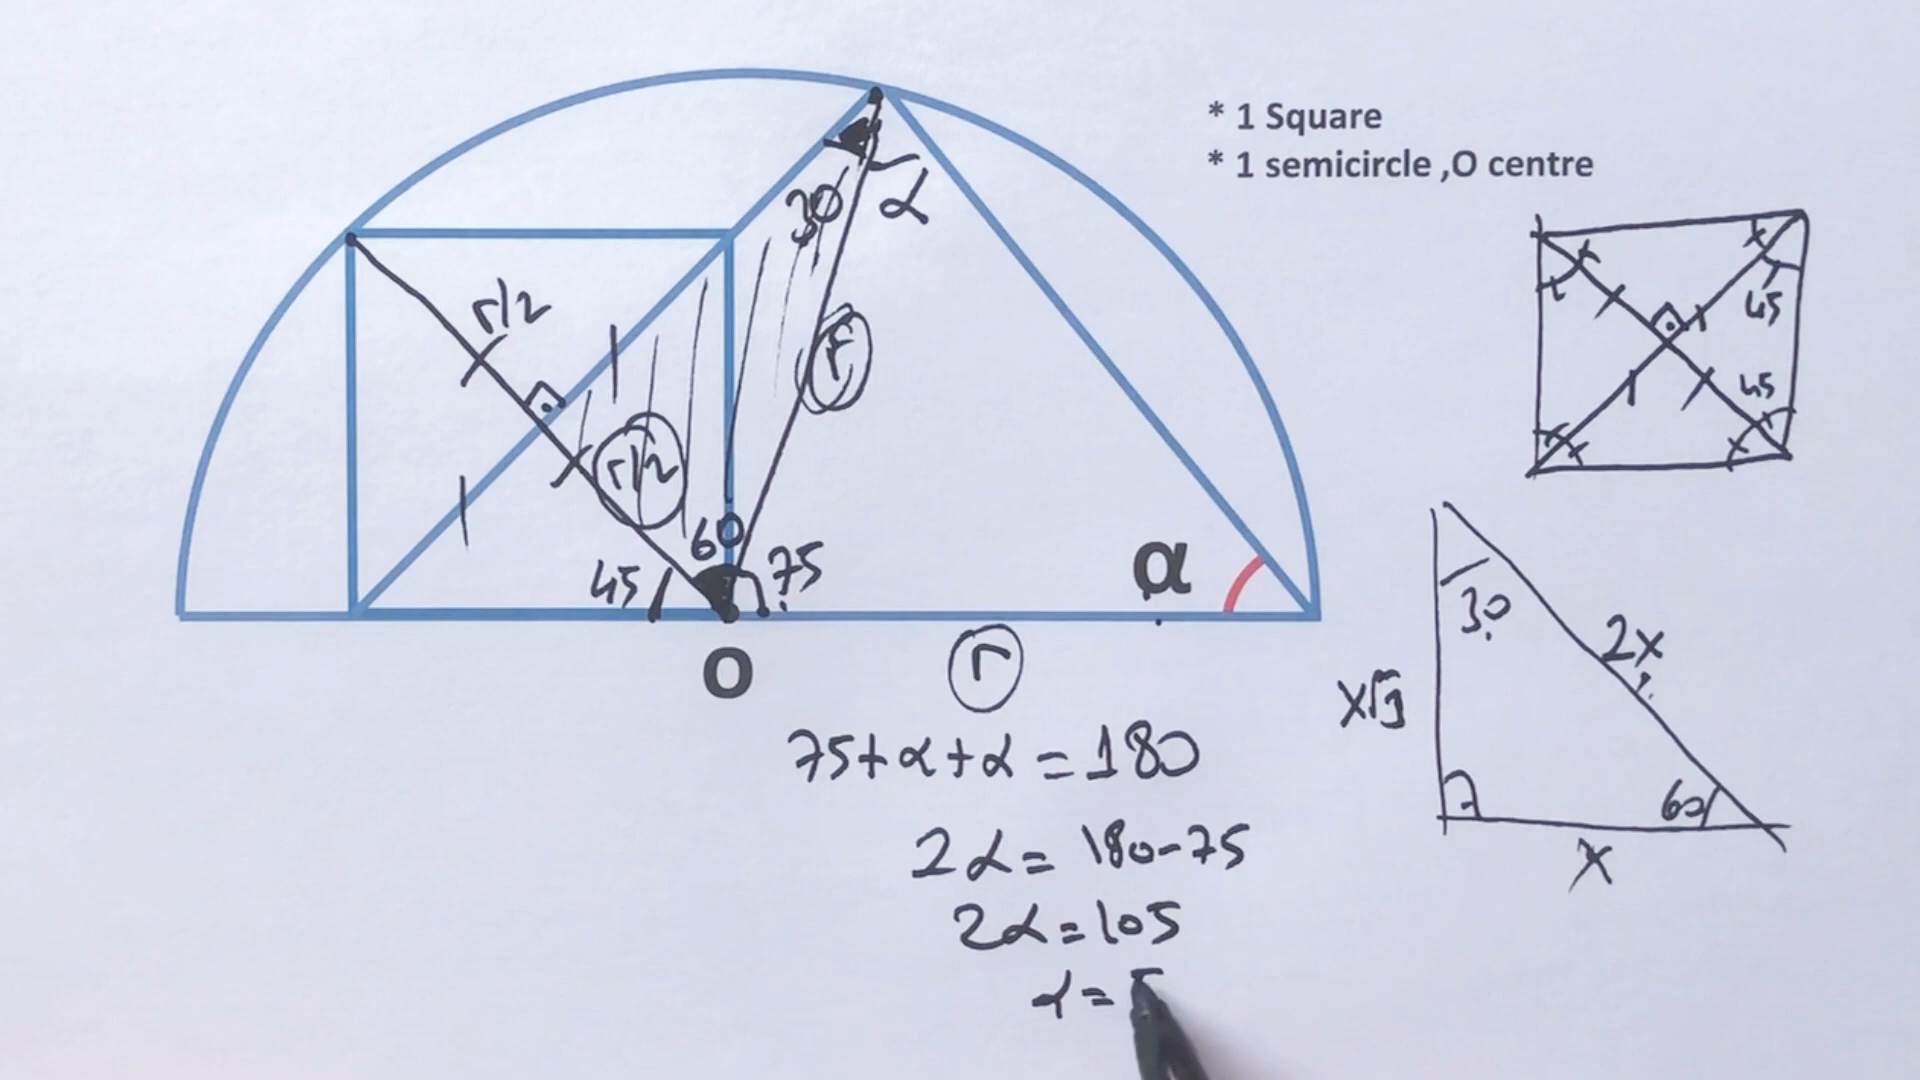 * 1 Square
* 1 semicircle ,O centre
30
α
r/2
r
r/2
60
45
75
α
O
r
45
45
30
2x
x√3
60
x
75+α+α=180
2α=180-75
2α=105
α=5